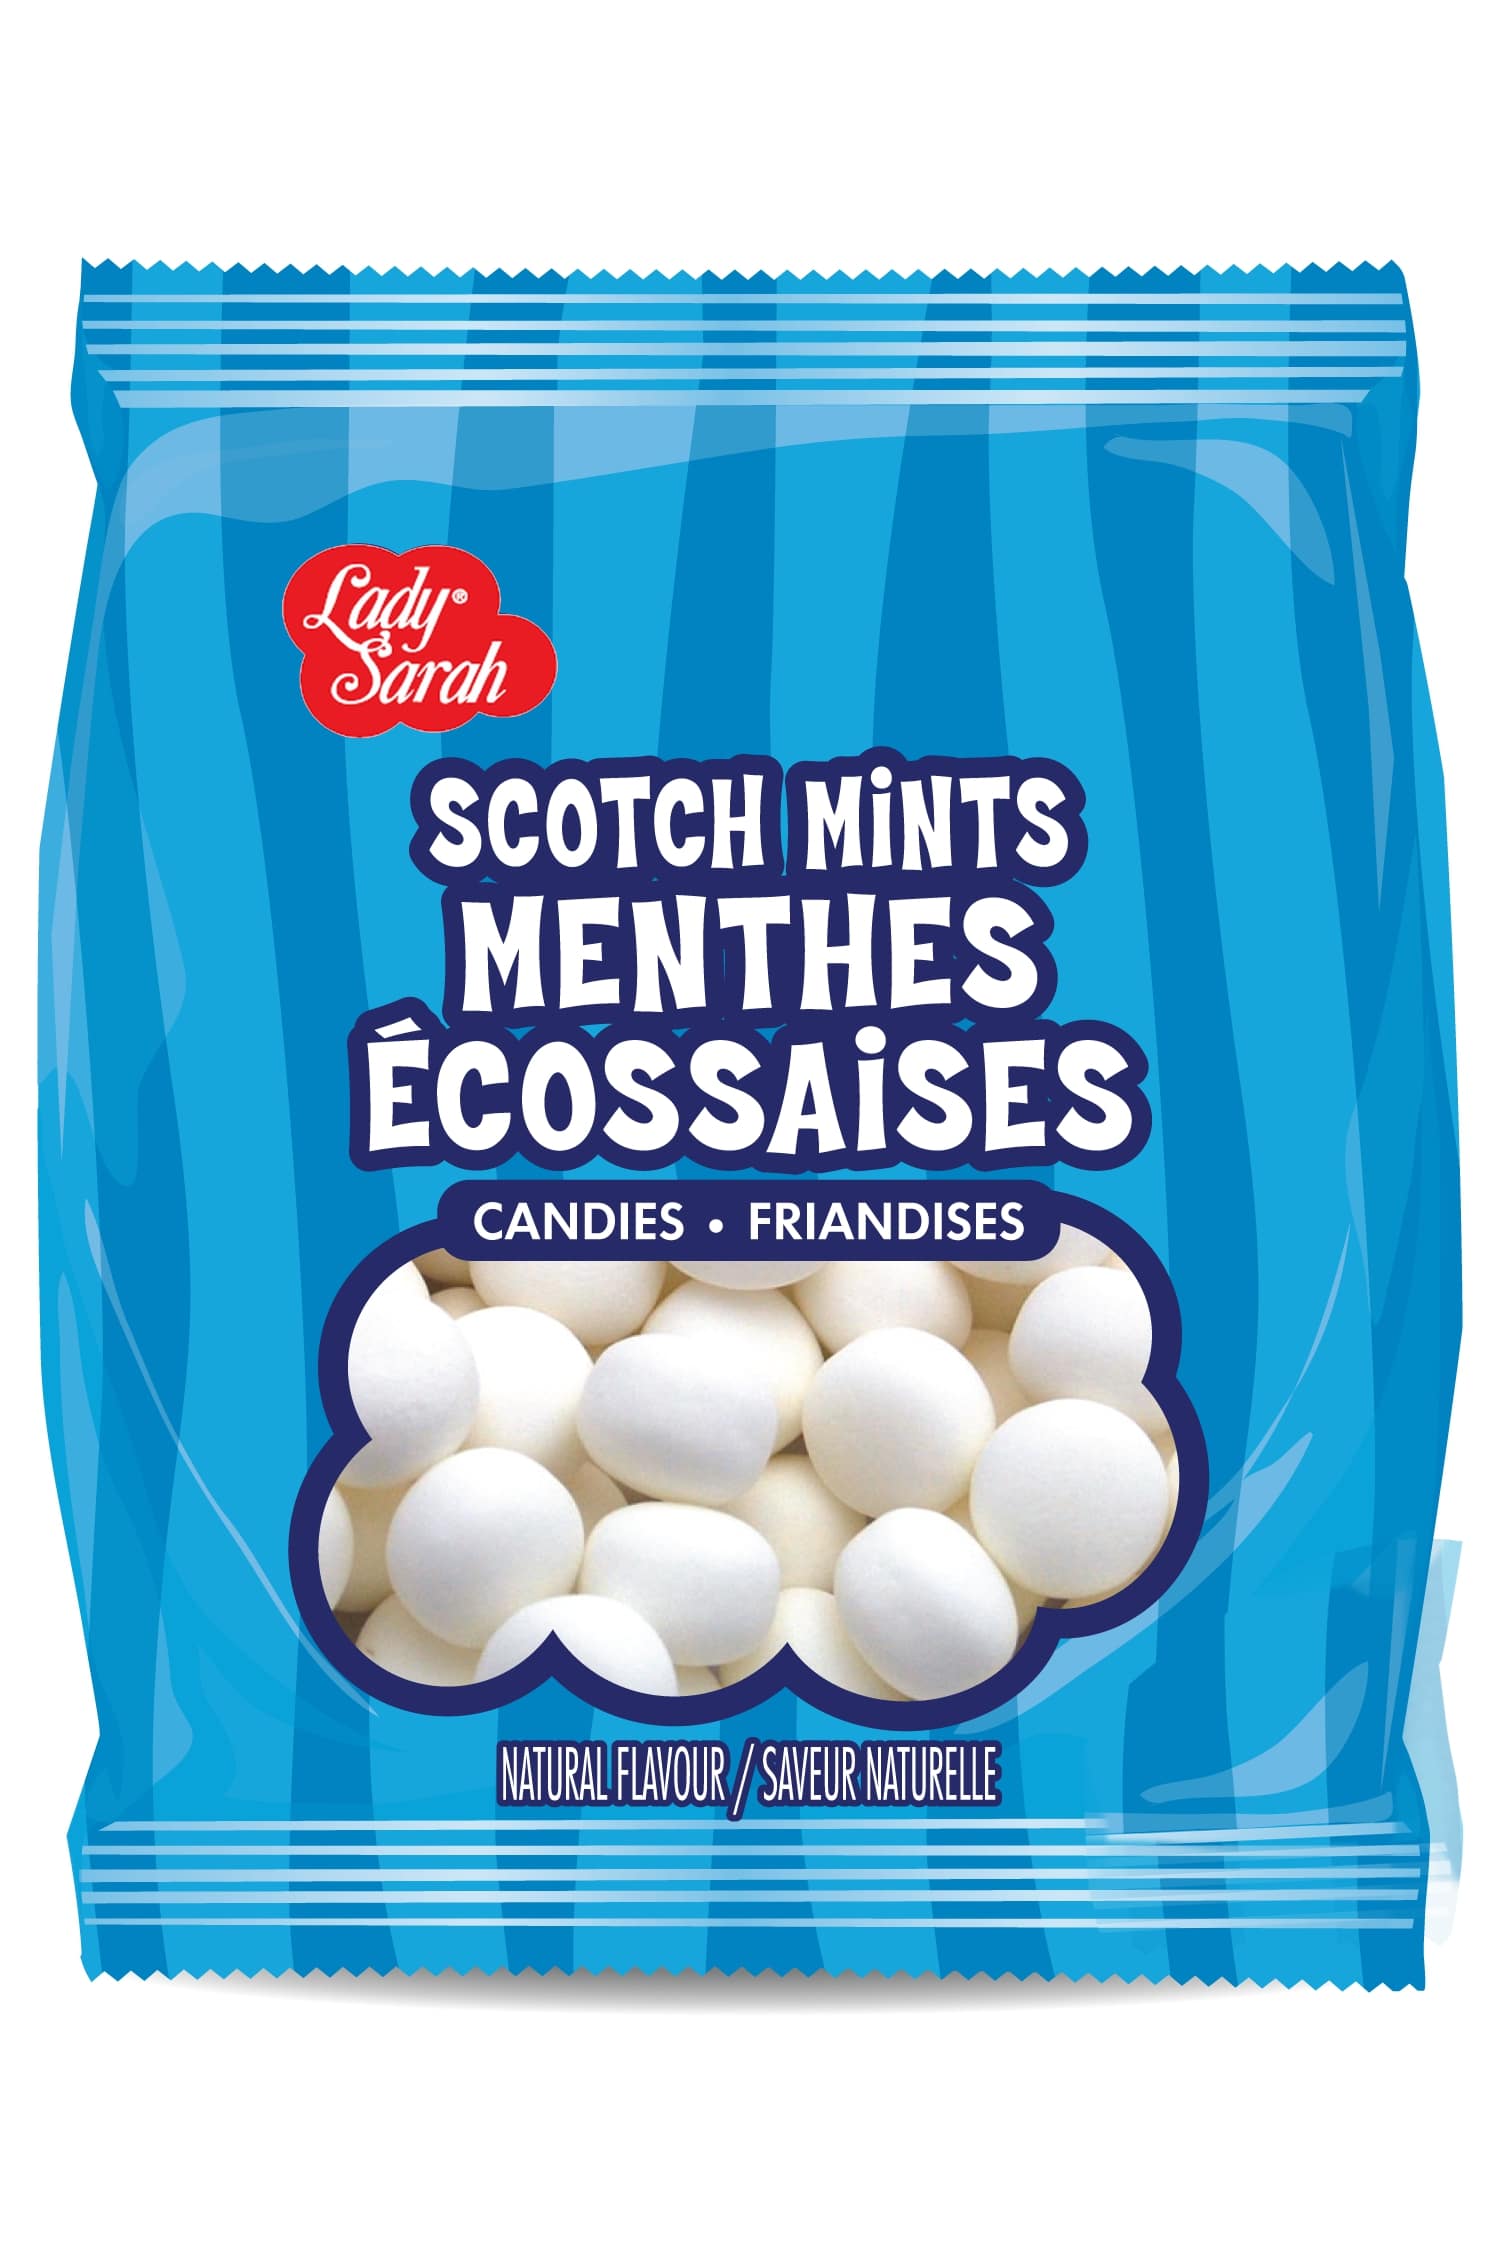 Lady®
Sarah
SCOTCH MiNTS
MENTHES
ÉCOSSAiSES
CANDIES • FRIANDISES
NATURAL FLAVOUR / SAVEUR NATURELLE